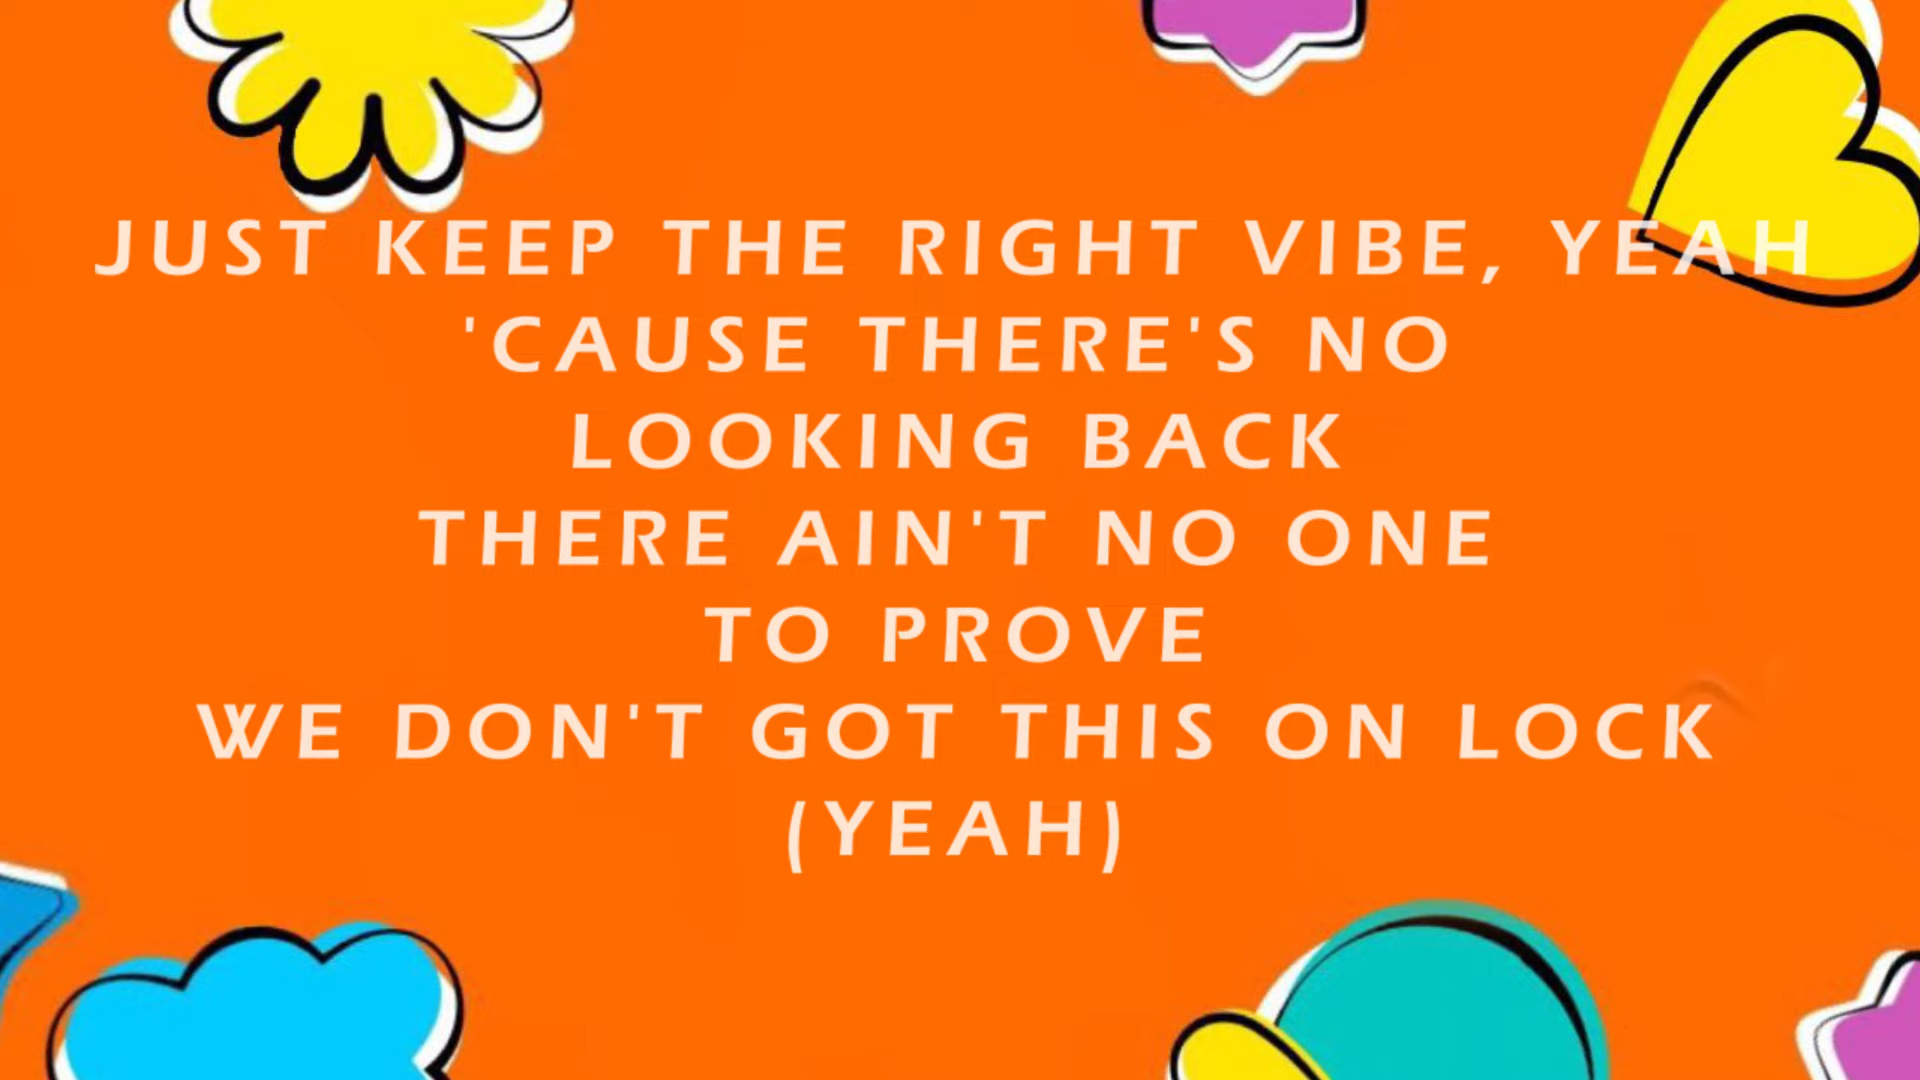 JUST KEEP THE RIGHT VIBE, YEAH
'CAUSE THERE'S NO
LOOKING BACK
THERE AIN'T NO ONE
TO PROVE
WE DON'T GOT THIS ON LOCK
(YEAH)